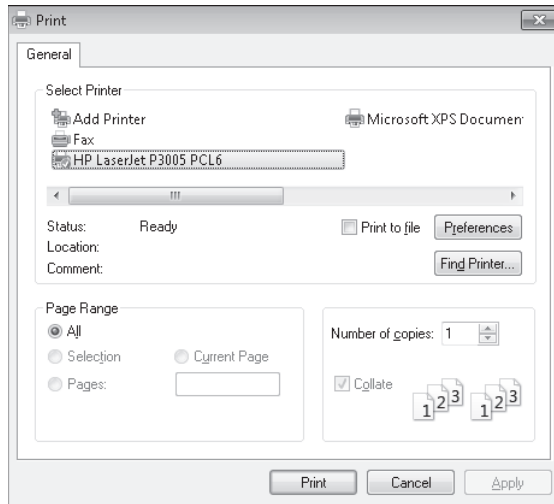 Print
General
Select Printer
Add Printer
Microsoft XPS Documen
Fax
HP LaserJet P3005 PCL6
Status: Ready
Print to file
Preferences
Location:
Comment:
Find Printer...
Page Range
All
Selection
Current Page
Pages:
Number of copies: 1
Collate
1 2 3 1 2 3
Print
Cancel
Apply